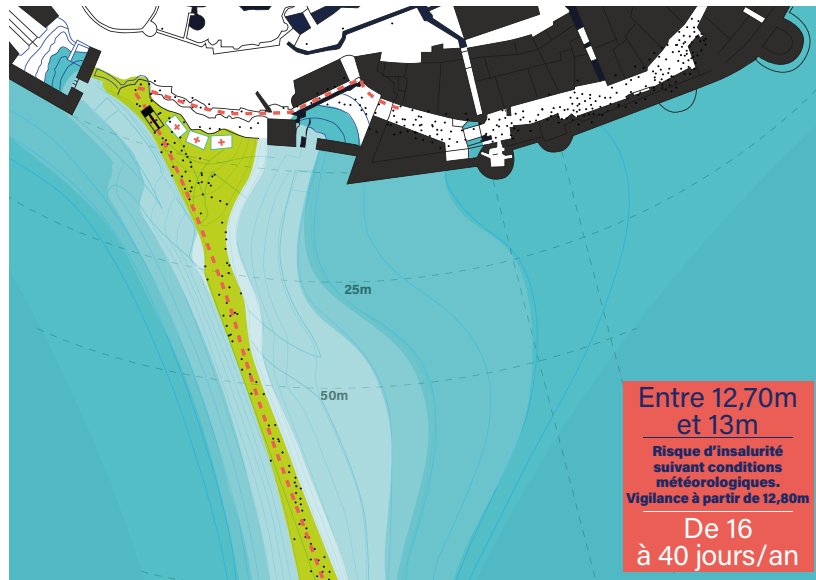 25m
50m
Entre 12,70m
et 13m
Risque d'insalurité
suivant conditions
météorologiques.
Vigilance à partir de 12,80m
De 16
à 40 jours/an